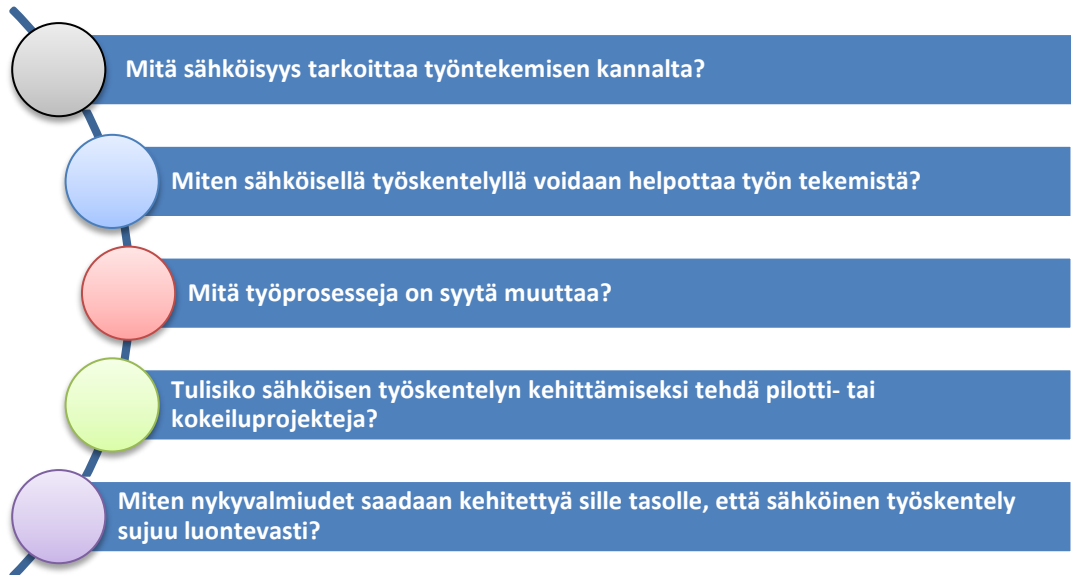 Mitä sähköisyys tarkoittaa työntekemisen kannalta?
Miten sähköisellä työskentelyllä voidaan helpottaa työn tekemistä?
Mitä työprosesseja on syytä muuttaa?
Tulisiko sähköisen työskentelyn kehittämiseksi tehdä pilotti- tai
kokeiluprojekteja?
Miten nykyvalmiudet saadaan kehitettyä sille tasolle, että sähköinen työskentely
sujuu luontevasti?